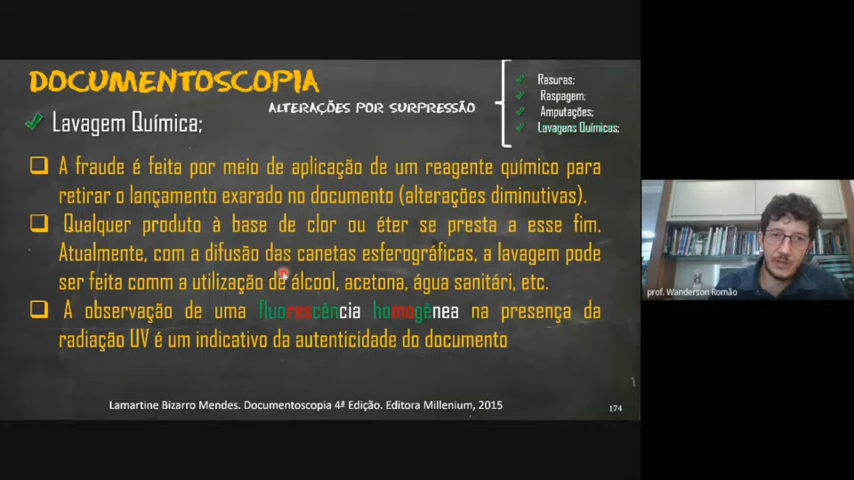 DOCUMENTOSCOPIA
ALTERAÇÕES POR SURPRESSÃO
Rasuras;
Raspagem;
Amputações;
Lavagens Químicas;
Lavagem Química;
A fraude é feita por meio de aplicação de um reagente químico para
retirar o lançamento exarado no documento (alterações diminutivas).
Qualquer produto à base de clor ou éter se presta a esse fim.
Atualmente, com a difusão das canetas esferográficas, a lavagem pode
ser feita comm a utilização de álcool, acetona, água sanitári, etc.
A observação de uma fluorescência homogênea na presença da
radiação UV é um indicativo da autenticidade do documento
Lamartine Bizarro Mendes. Documentoscopia 4ª Edição. Editora Millenium, 2015
174
prof. Wanderson Romão